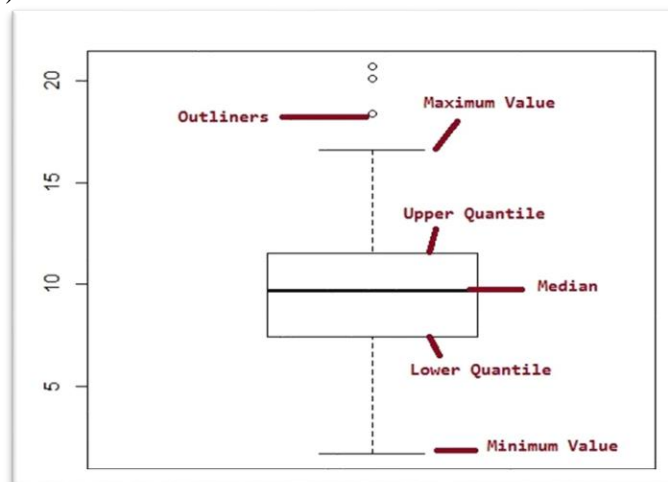 )
20
15
10
5
Outliners
Maximum Value
Upper Quantile
Median
Lower Quantile
Minimum Value